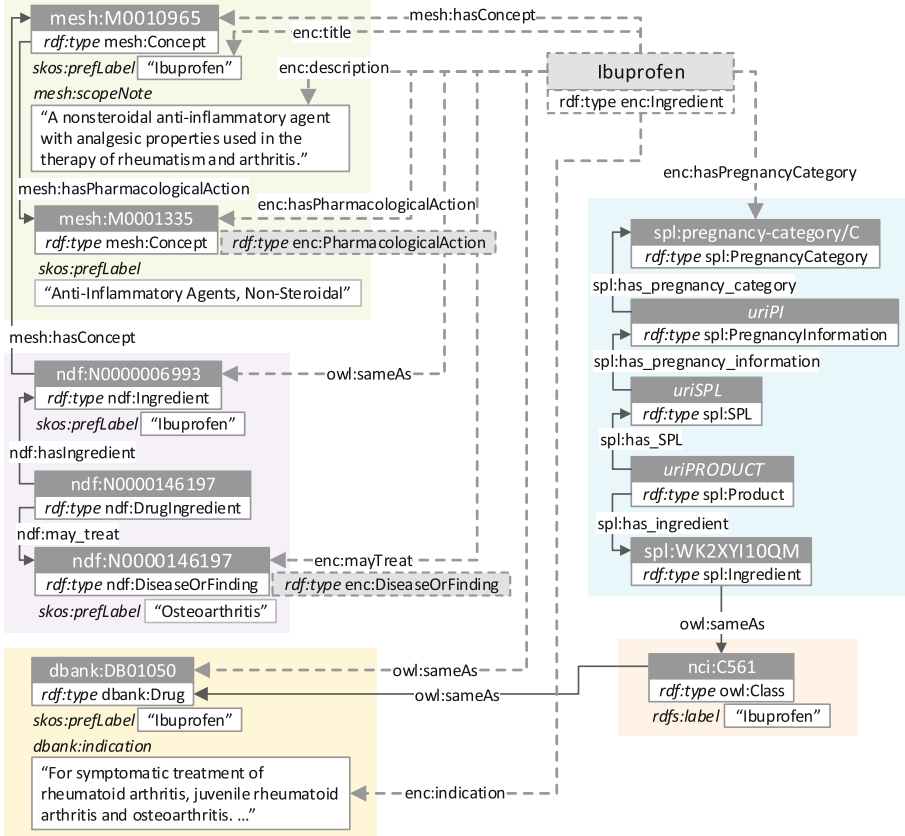 mesh:M0010965
rdf:type mesh:Concept
skos:prefLabel "Ibuprofen"
mesh:scopeNote
"A nonsteroidal anti-inflammatory agent
with analgesic properties used in the
therapy of rheumatism and arthritis."
mesh:hasPharmacologicalAction
mesh:M0001335
rdf:type mesh:Concept
rdf:type enc:PharmacologicalAction
skos:prefLabel
"Anti-Inflammatory Agents, Non-Steroidal"
mesh:hasConcept
enc:title
enc:description
enc:hasPharmacologicalAction
Ibuprofen
rdf:type enc:Ingredient
enc:hasPregnancyCategory
spl:pregnancy-category/C
rdf:type spl:PregnancyCategory
spl:has_pregnancy_category
uriPI
rdf:type spl:PregnancyInformation
spl:has_pregnancy_information
uriSPL
rdf:type spl:SPL
spl:has_SPL
uriPRODUCT
rdf:type spl:Product
spl:has_ingredient
spl:WK2XYI10QM
rdf:type spl:Ingredient
owl:sameAs
nci:C561
rdf:type owl:Class
rdfs:label "Ibuprofen"
mesh:hasConcept
ndf:N0000006993
rdf:type ndf:Ingredient
skos:prefLabel "Ibuprofen"
owl:sameAs
ndf:hasIngredient
ndf:N0000146197
rdf:type ndf:DrugIngredient
ndf:may_treat
ndf:N0000146197
rdf:type ndf:DiseaseOrFinding
rdf:type enc:DiseaseOrFinding
skos:prefLabel "Osteoarthritis"
enc:mayTreat
dbank:DB01050
rdf:type dbank:Drug
skos:prefLabel "Ibuprofen"
dbank:indication
"For symptomatic treatment of
rheumatoid arthritis, juvenile rheumatoid
arthritis and osteoarthritis. ..."
owl:sameAs
owl:sameAs
enc:indication